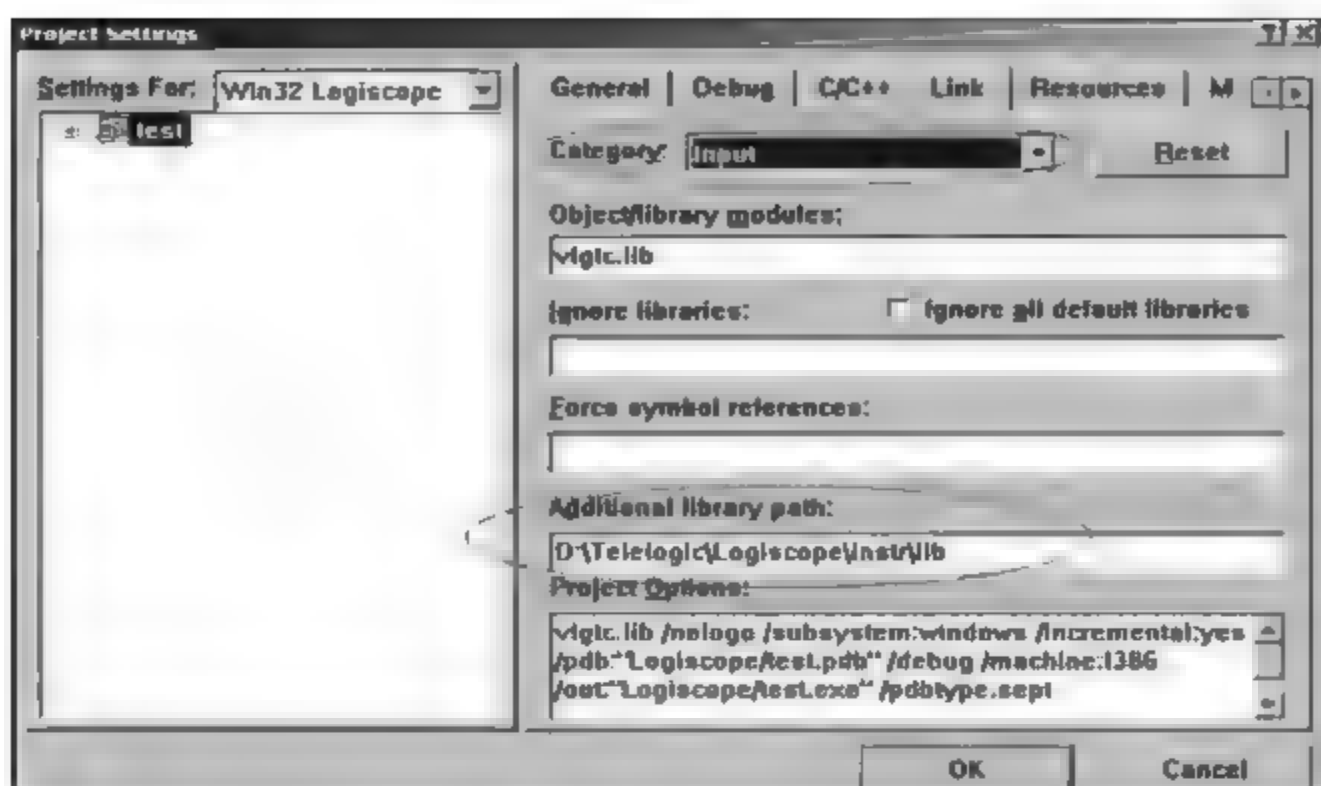 Project Settings
Settings For: Win32 Logiscope
test
General Debug C/C++ Link Resources M
Category: Input Reset
Object/library modules:
vlgtc.lib
Ignore libraries: Ignore all default libraries
Force symbol references:
Additional library path:
D:\Telelogic\Logiscope\instr\lib
Project Options:
vlgtc.lib /nologo /subsystem:windows /incremental:yes
/pdb:"Logiscope/test.pdb" /debug /machine:I386
/out:"Logiscope/test.exe" /pdbtype:sept
OK Cancel